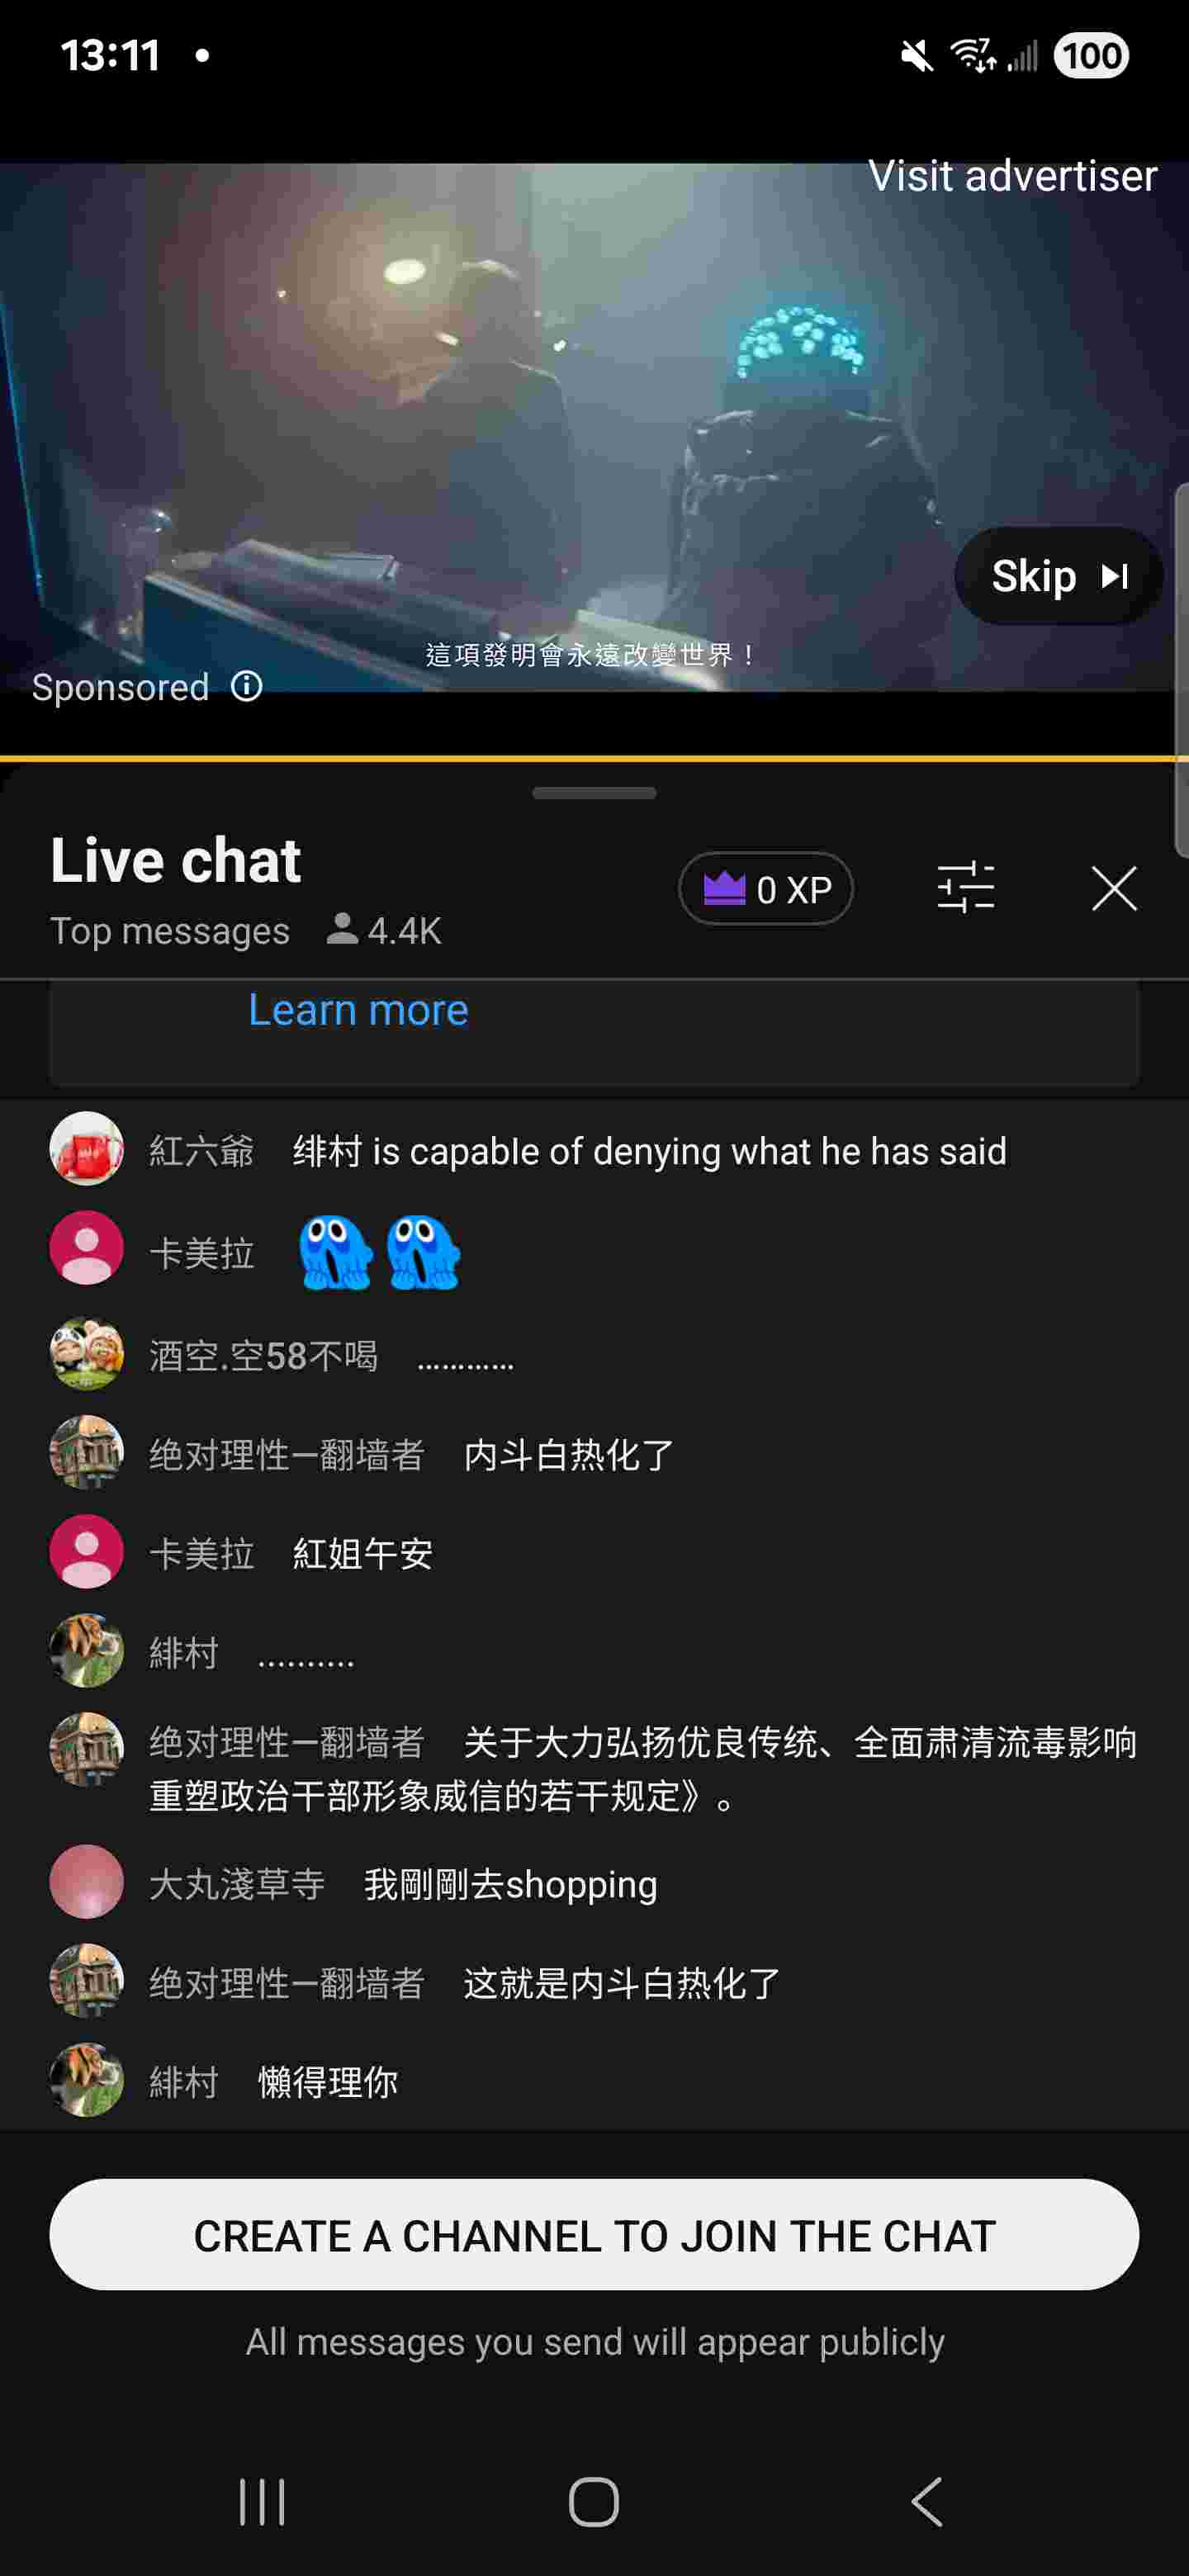 13:11
7
100
Visit advertiser
Skip
這項發明會永遠改變世界！
Sponsored
Live chat
0 XP
Top messages 4.4K
Learn more
紅六爺 绯村 is capable of denying what he has said
卡美拉
酒空.空58不喝 ............
绝对理性一翻墙者 内斗白热化了
卡美拉 紅姐午安
緋村 ..........
绝对理性一翻墙者 关于大力弘扬优良传统、全面肃清流毒影响
重塑政治干部形象威信的若干规定》。
大丸淺草寺 我剛剛去shopping
绝对理性一翻墙者 这就是内斗白热化了
緋村 懶得理你
CREATE A CHANNEL TO JOIN THE CHAT
All messages you send will appear publicly